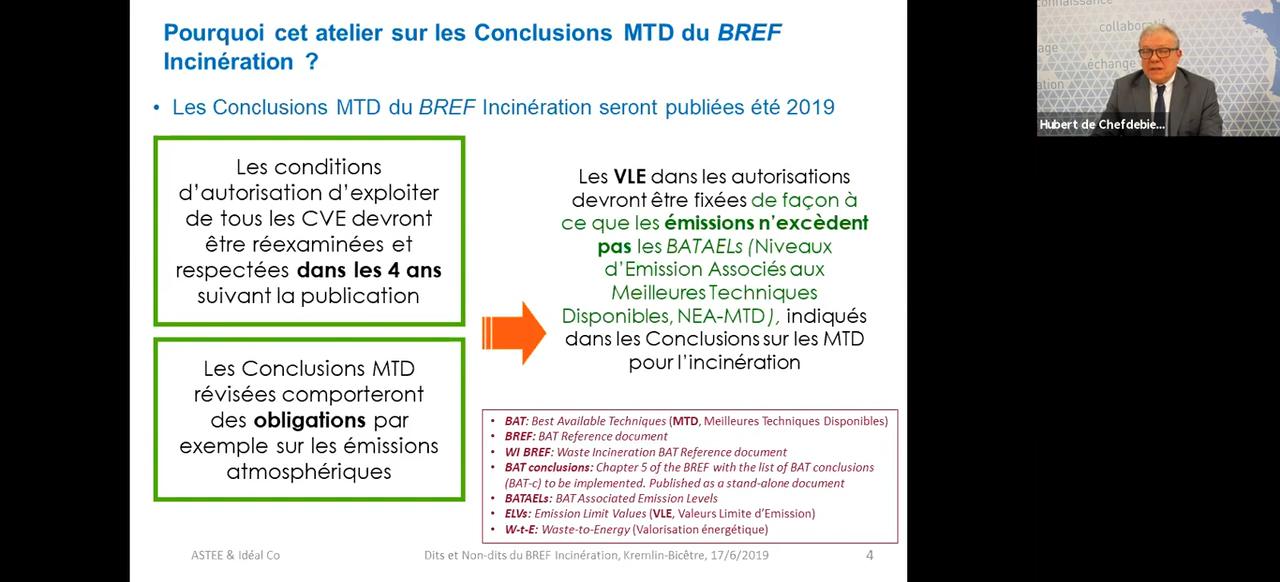 Pourquoi cet atelier sur les Conclusions MTD du BREF
Incinération ?
• Les Conclusions MTD du BREF Incinération seront publiées été 2019
Les conditions
d’autorisation d’exploiter
de tous les CVE devront
être réexaminées et
respectées dans les 4 ans
suivant la publication
Les Conclusions MTD
révisées comporteront
des obligations par
exemple sur les émissions
atmosphériques
Les VLE dans les autorisations
devront être fixées de façon à
ce que les émissions n’excèdent
pas les BATAELs (Niveaux
d’Emission Associés aux
Meilleures Techniques
Disponibles, NEA-MTD), indiqués
dans les Conclusions sur les MTD
pour l’incinération
• BAT: Best Available Techniques (MTD, Meilleures Techniques Disponibles)
• BREF: BAT Reference document
• WI BREF: Waste Incineration BAT Reference document
• BAT conclusions: Chapter 5 of the BREF with the list of BAT conclusions
(BAT-c) to be implemented. Published as a stand-alone document
• BATAELs: BAT Associated Emission Levels
• ELVs: Emission Limit Values (VLE, Valeurs Limite d’Emission)
• W-t-E: Waste-to-Energy (Valorisation énergétique)
ASTEE & Idéal Co
Dits et Non-dits du BREF Incinération, Kremlin-Bicêtre, 17/6/2019
4
connaissance
collaboratif
échange
Hubert de Chefdebie...